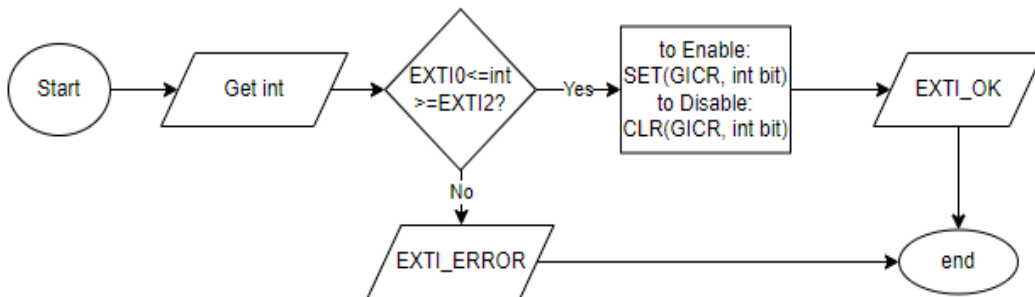 Start
Get int
EXTI0<=int
>=EXTI2?
Yes
to Enable:
SET(GICR, int bit)
to Disable:
CLR(GICR, int bit)
EXTI_OK
No
EXTI_ERROR
end